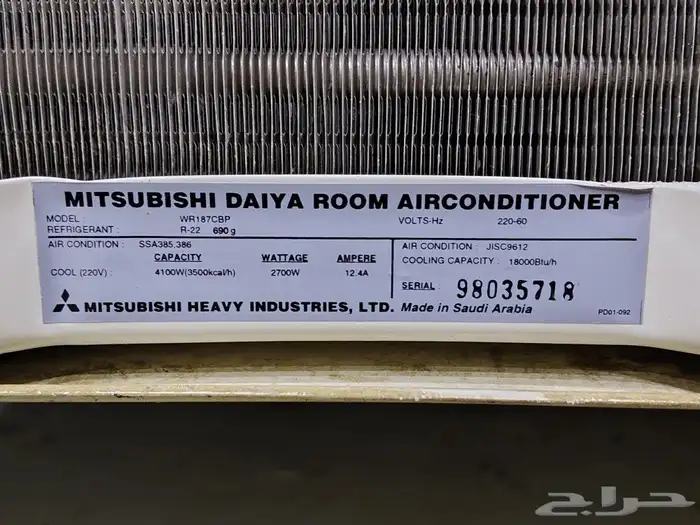 MITSUBISHI DAIYA ROOM AIRCONDITIONER
MODEL : WR187CBP VOLTS-Hz 220-60
REFRIGERANT : R-22 690 g
AIR CONDITION : SSA385.386
CAPACITY WATTAGE AMPERE
COOL (220V) : 4100W(3500kcal/h) 2700W 12.4A
AIR CONDITION : JISC9612
COOLING CAPACITY : 18000Btu/h
SERIAL : 98035718
MITSUBISHI HEAVY INDUSTRIES, LTD. Made in Saudi Arabia PD01-092
حراج